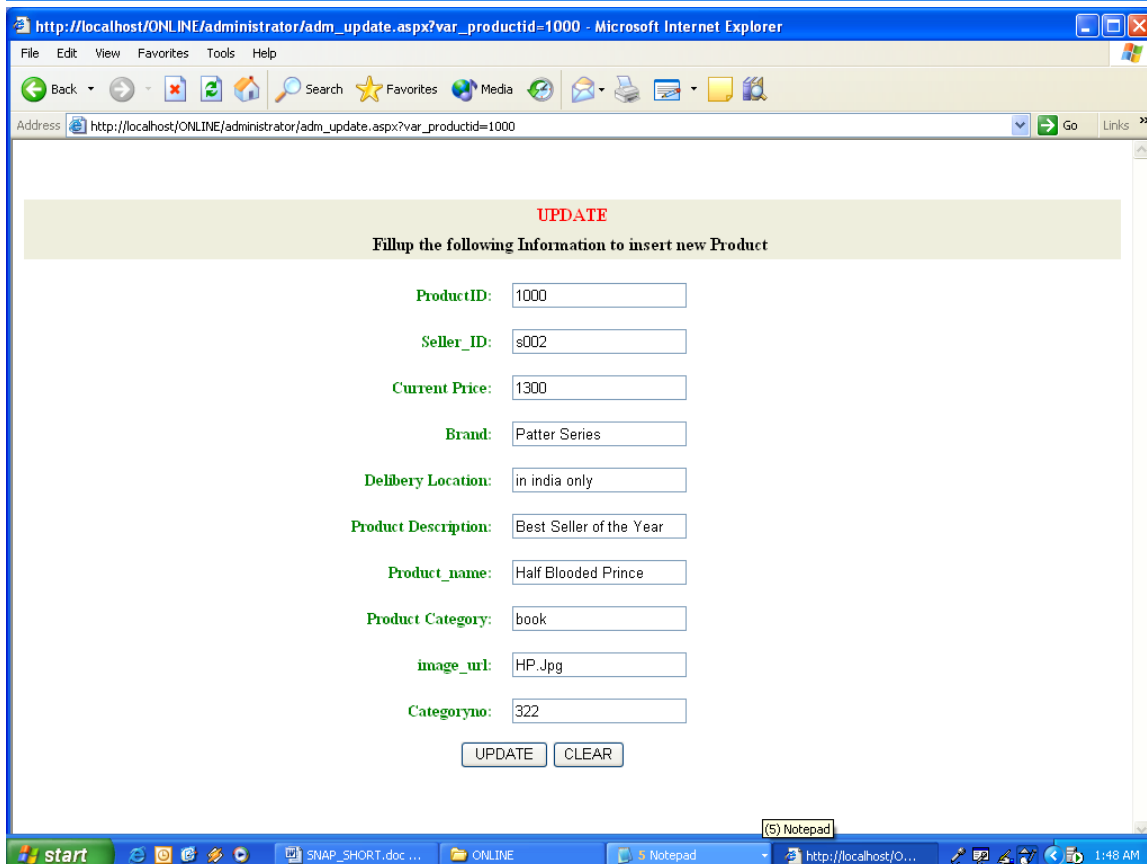 http://localhost/ONLINE/administrator/adm_update.aspx?var_productid=1000 - Microsoft Internet Explorer
File Edit View Favorites Tools Help
Back Search Favorites Media
Address http://localhost/ONLINE/administrator/adm_update.aspx?var_productid=1000 Go Links »
UPDATE
Fillup the following Information to insert new Product
ProductID: 1000
Seller_ID: s002
Current Price: 1300
Brand: Patter Series
Delibery Location: in india only
Product Description: Best Seller of the Year
Product_name: Half Blooded Prince
Product Category: book
image_url: HP.Jpg
Categoryno: 322
UPDATE CLEAR
(5) Notepad
start SNAP_SHORT.doc ... ONLINE 5 Notepad http://localhost/O... 1:48 AM